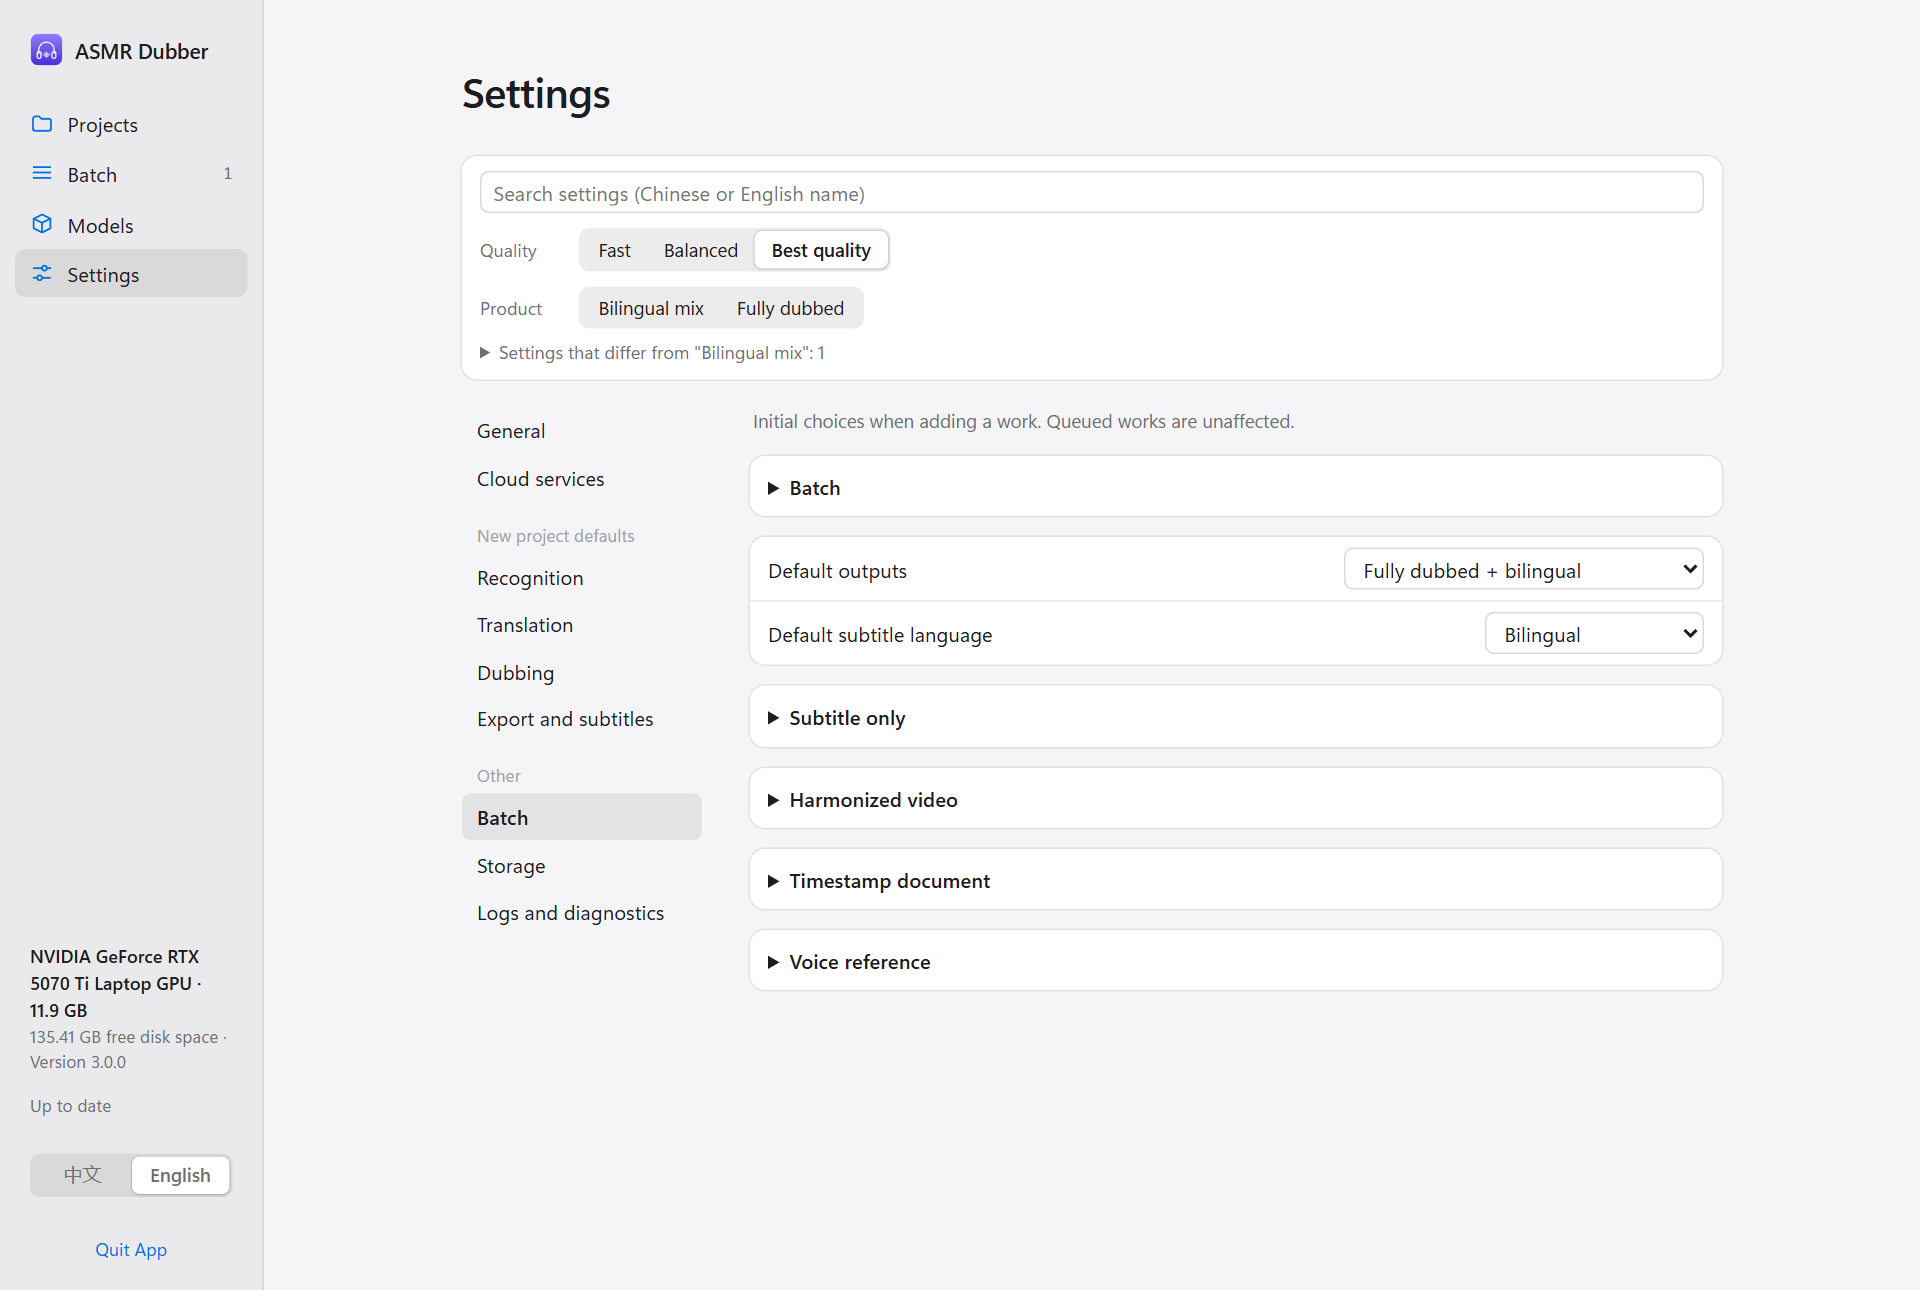 ASMR Dubber
Projects
Batch 1
Models
Settings
NVIDIA GeForce RTX
5070 Ti Laptop GPU ·
11.9 GB
135.41 GB free disk space ·
Version 3.0.0
Up to date
中文 English
Quit App
Settings
Search settings (Chinese or English name)
Quality Fast Balanced Best quality
Product Bilingual mix Fully dubbed
Settings that differ from "Bilingual mix": 1
General
Cloud services
New project defaults
Recognition
Translation
Dubbing
Export and subtitles
Other
Batch
Storage
Logs and diagnostics
Initial choices when adding a work. Queued works are unaffected.
Batch
Default outputs Fully dubbed + bilingual
Default subtitle language Bilingual
Subtitle only
Harmonized video
Timestamp document
Voice reference